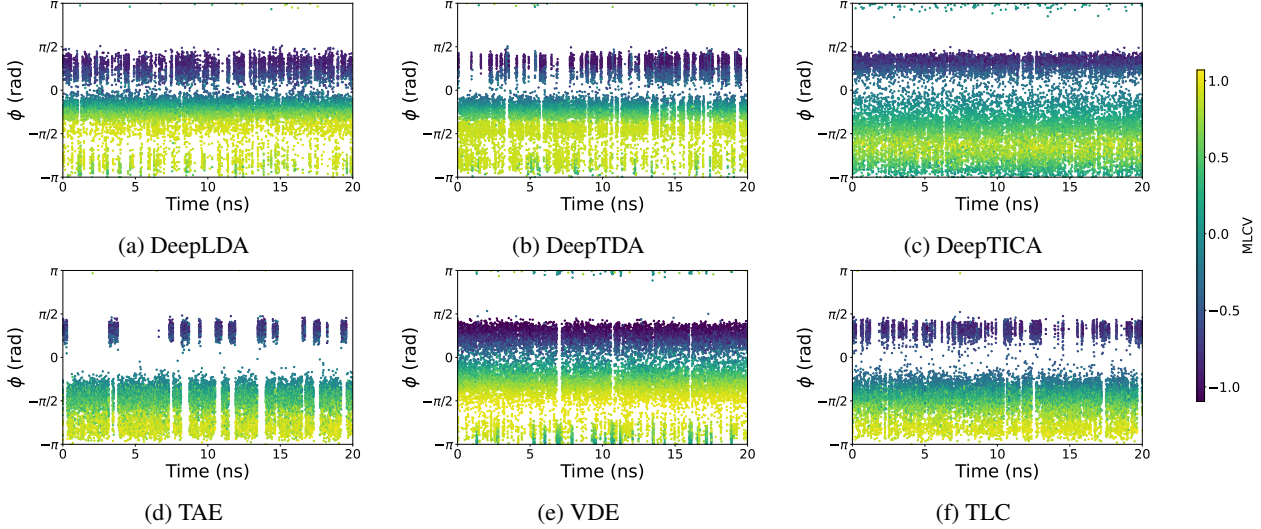 π
π/2
0
−π/2
−π
ϕ (rad)
0 5 10 15 20
Time (ns)
(a) DeepLDA
π
π/2
0
−π/2
−π
ϕ (rad)
0 5 10 15 20
Time (ns)
(b) DeepTDA
π
π/2
0
−π/2
−π
ϕ (rad)
0 5 10 15 20
Time (ns)
(c) DeepTICA
π
π/2
0
−π/2
−π
ϕ (rad)
0 5 10 15 20
Time (ns)
(d) TAE
π
π/2
0
−π/2
−π
ϕ (rad)
0 5 10 15 20
Time (ns)
(e) VDE
π
π/2
0
−π/2
−π
ϕ (rad)
0 5 10 15 20
Time (ns)
(f) TLC
1.0
0.5
0.0
−0.5
−1.0
MLCV